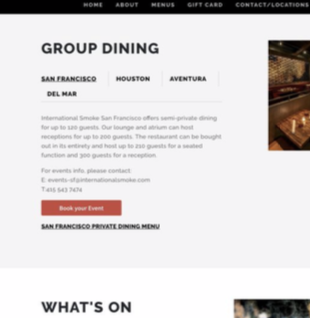 HOME ABOUT MENUS GIFT CARD CONTACT/LOCATIONS
GROUP DINING
SAN FRANCISCO HOUSTON AVENTURA
DEL MAR
International Smoke San Francisco offers semi-private dining
for up to 120 guests. Our lounge and atrium can host
receptions for up to 200 guests. The restaurant can be bought
out in its entirety and host up to 210 guests for a seated
function and 300 guests for a reception.
For events info, please contact:
E: events-sf@internationalsmoke.com
T:415 543 7474
Book your Event
SAN FRANCISCO PRIVATE DINING MENU
WHAT'S ON